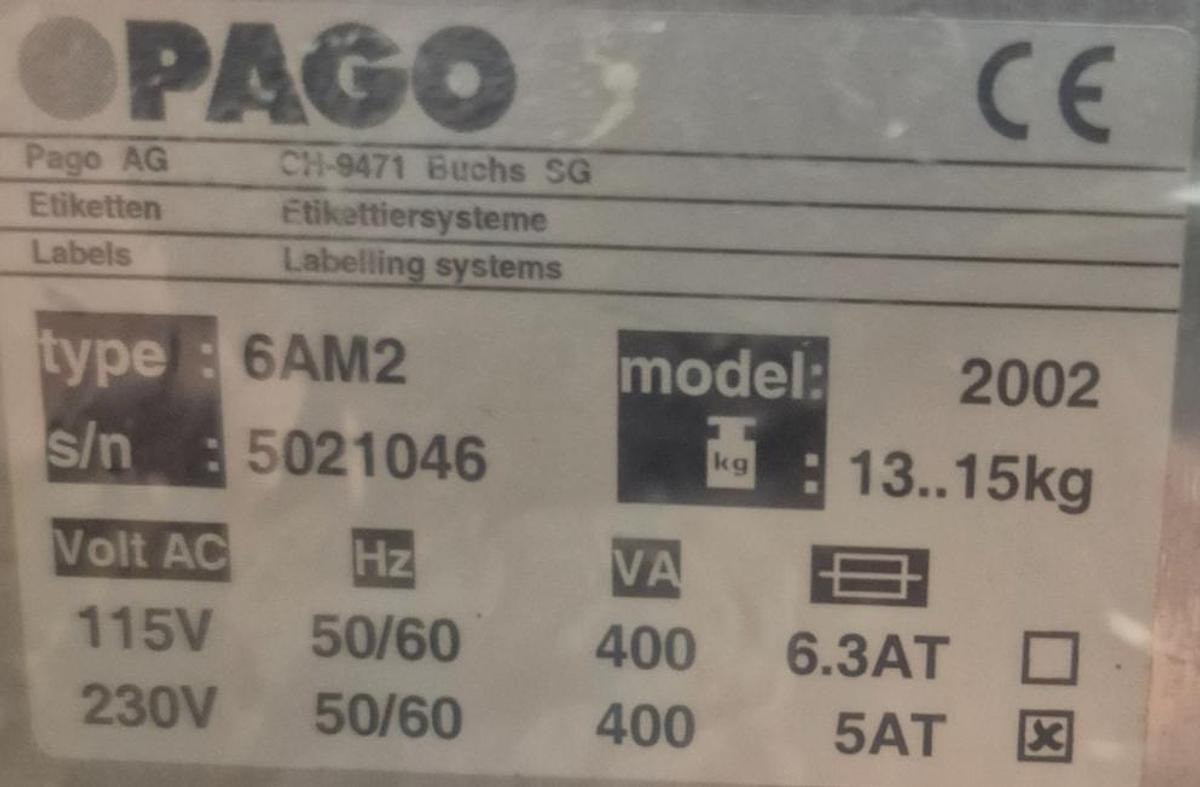 PAGO CE
Pago AG CH-9471 Buchs SG
Etiketten Etikettiersysteme
Labels Labelling systems
type : 6AM2 model: 2002
s/n : 5021046 kg : 13..15kg
Volt AC Hz VA
115V 50/60 400 6.3AT
230V 50/60 400 5AT x